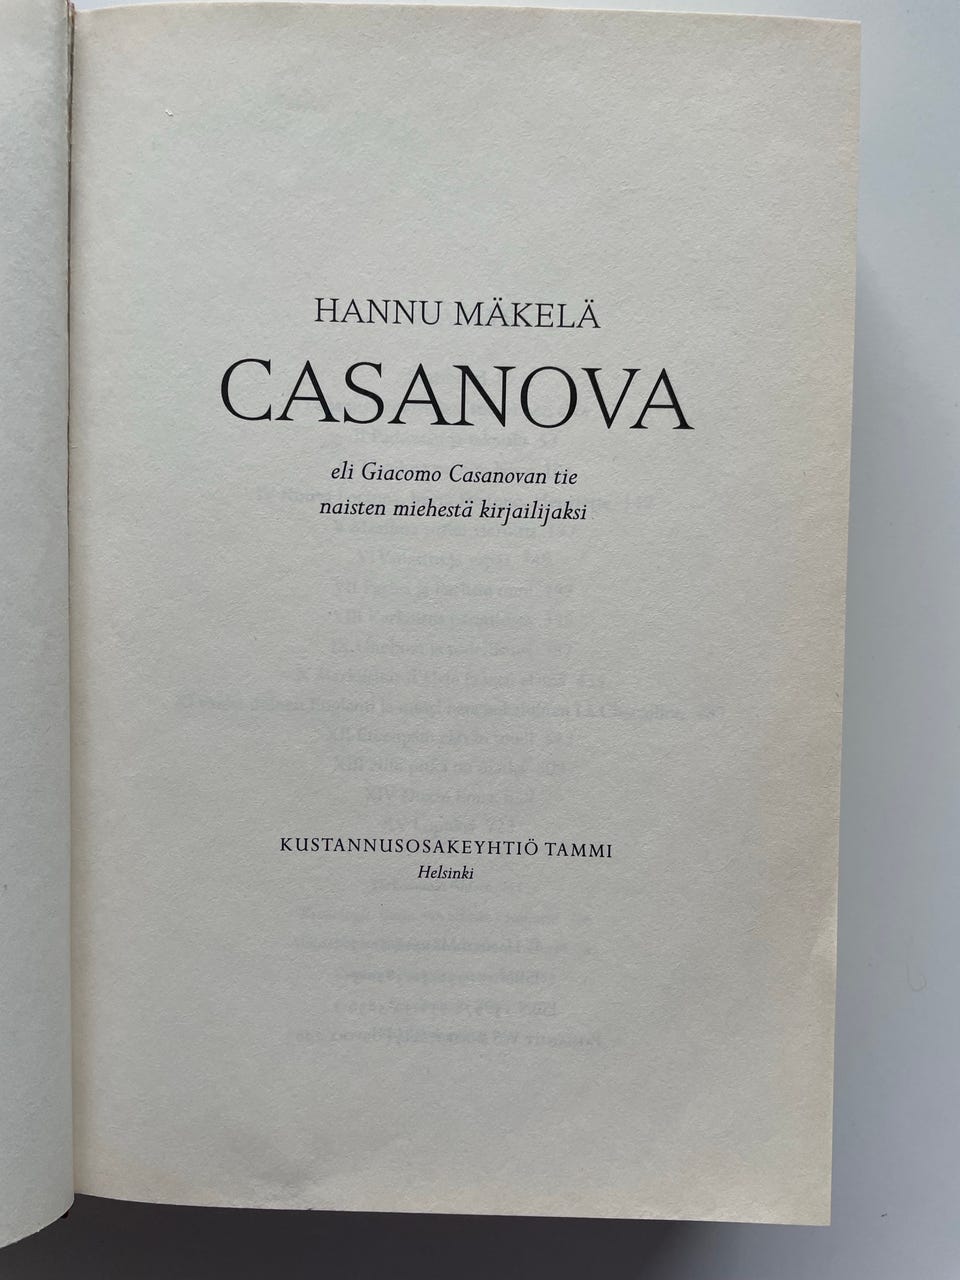 HANNU MÄKELÄ
CASANOVA
eli Giacomo Casanovan tie
naisten miehestä kirjailijaksi
KUSTANNUSOSAKEYHTIÖ TAMMI
Helsinki